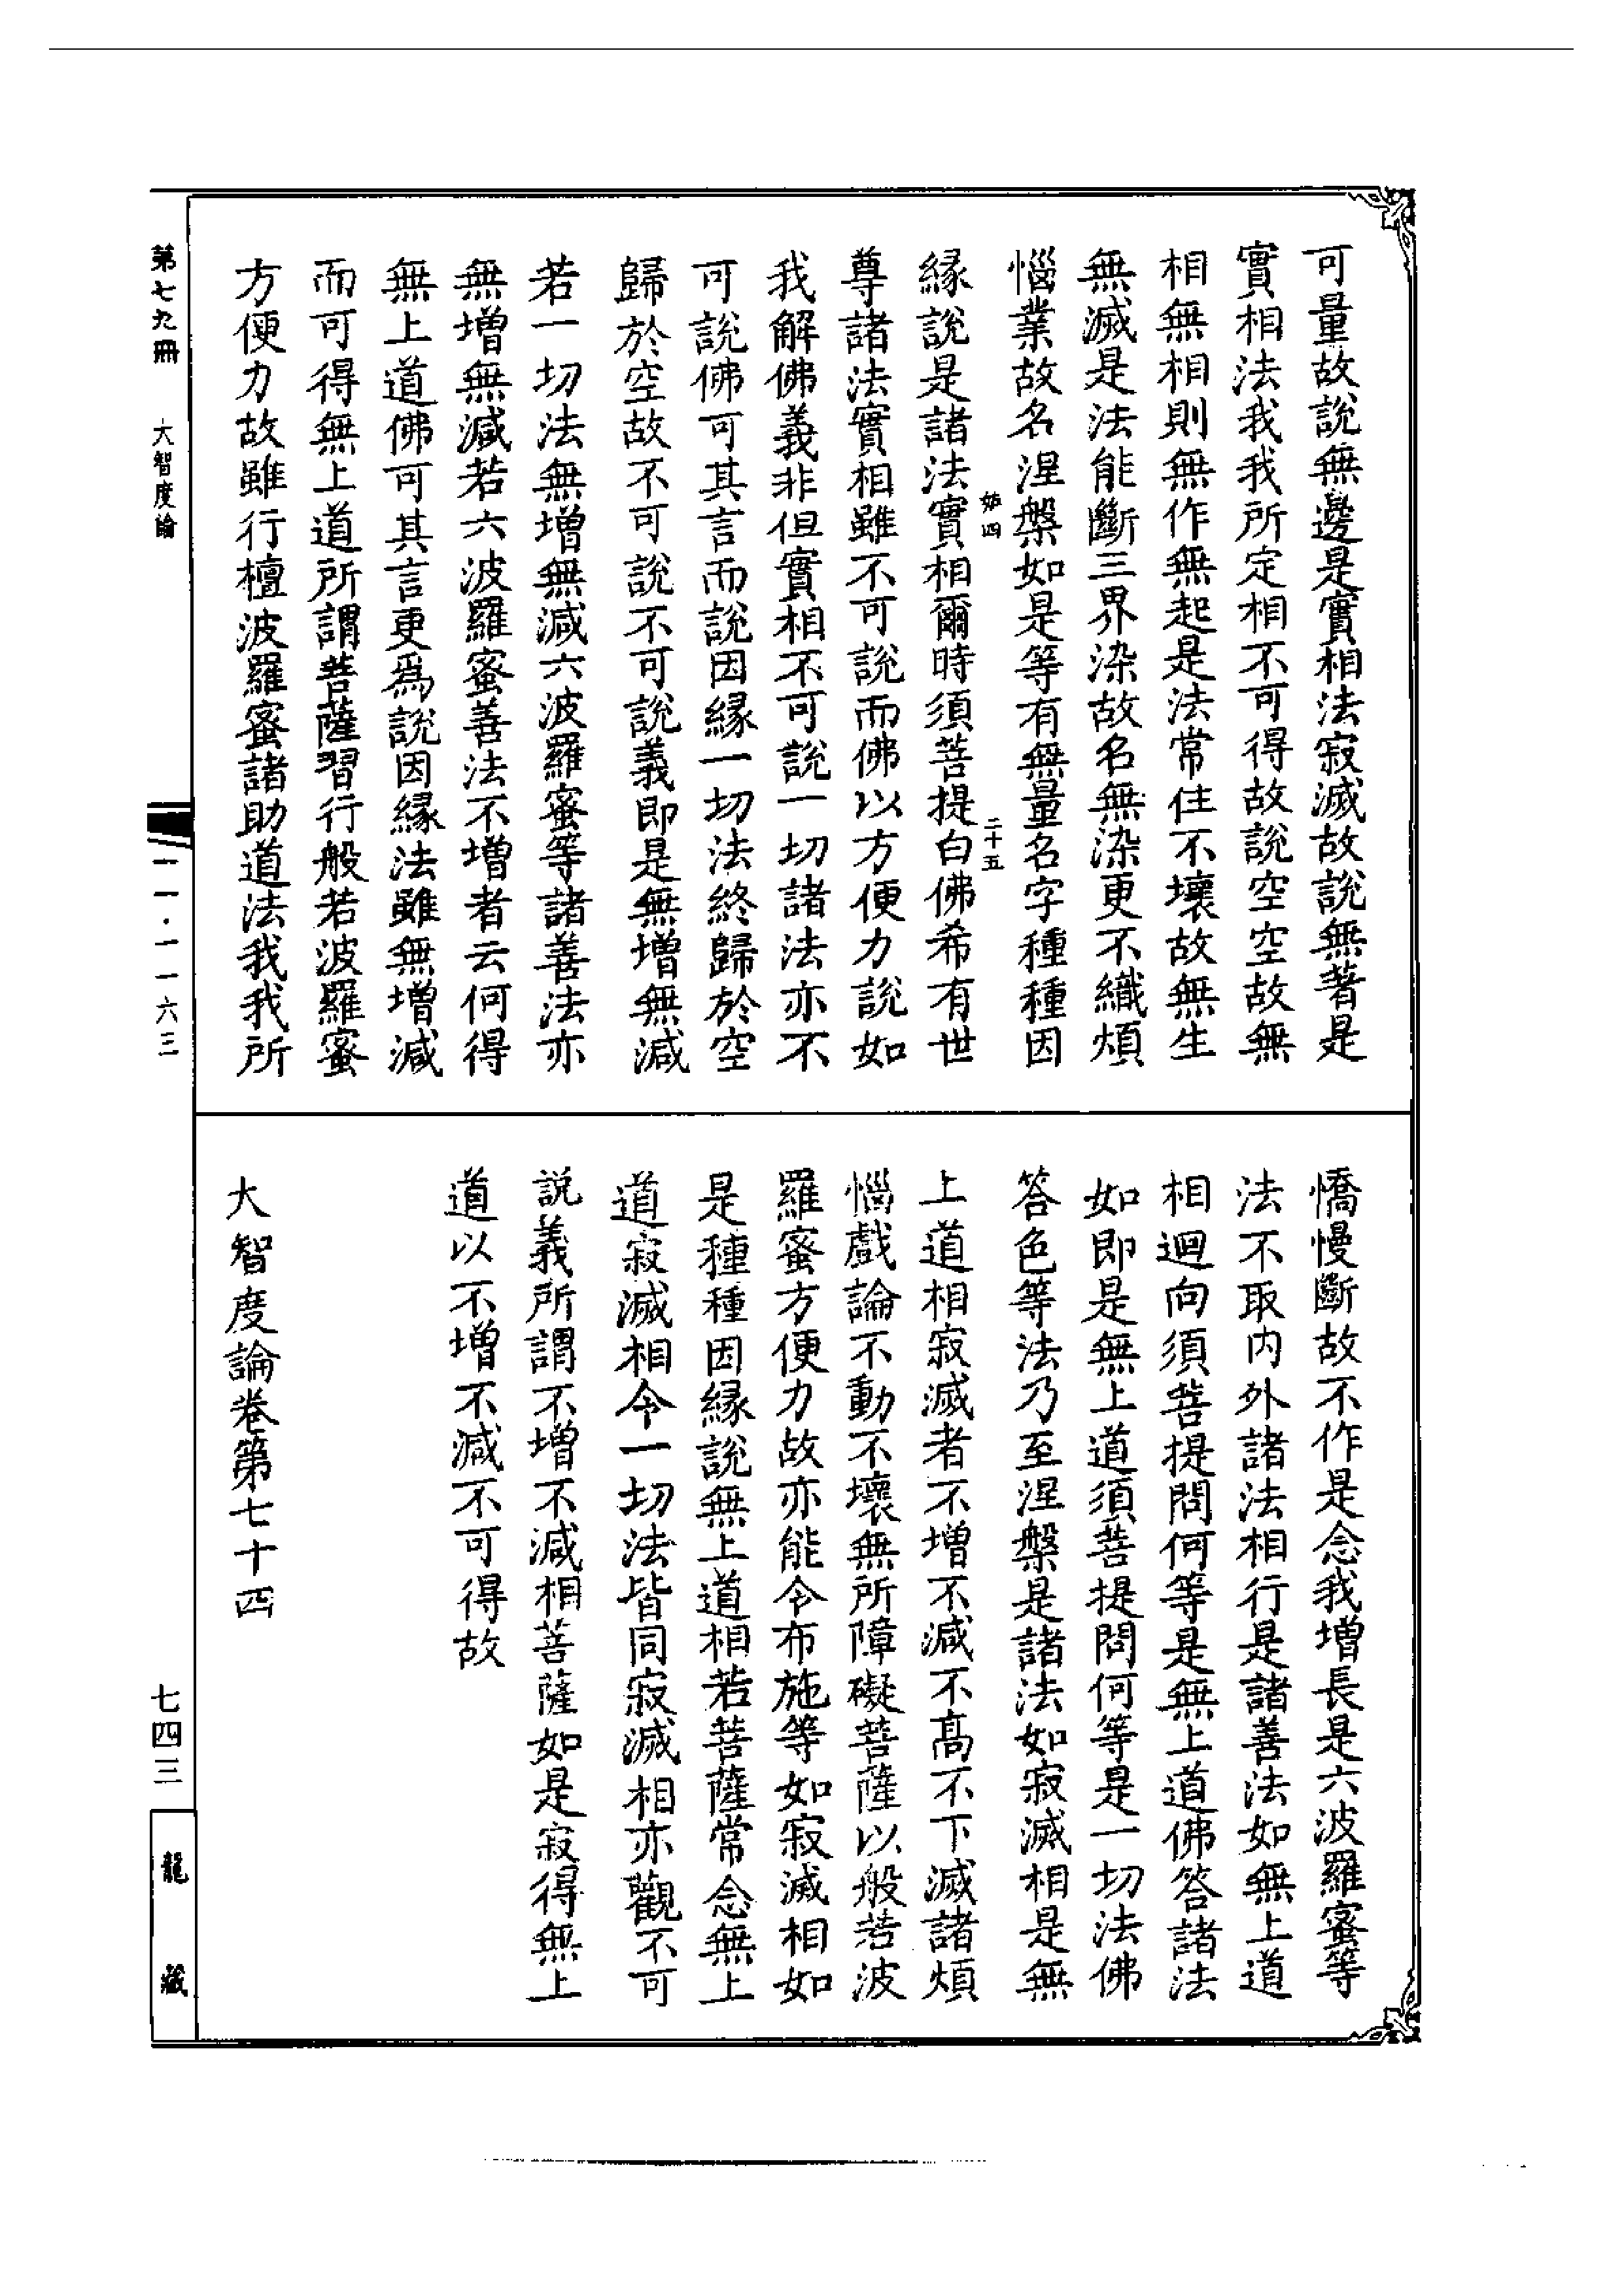 可量故說無邊是實相法寂滅故說無著是
實相法我我所定相不可得故說空空故無
相無相則無作無起是法常住不壞故無生
無滅是法能斷三界染故名無染更不織煩
惱業故名涅槃如是等有無量名字種種因
姊四
二十五
緣說是諸法實相爾時須菩提白佛希有世
尊諸法實相雖不可說而佛以方便力說如
我解佛義非但實相不可說一切諸法亦不
可說佛可其言而說因緣一切法終歸於空
歸於空故不可說不可說義即是無增無減
若一切法無增無減六波羅蜜等諸善法亦
無增無減若六波羅蜜善法不增者云何得
無上道佛可其言更為說因緣法雖無增減
而可得無上道所謂菩薩習行般若波羅蜜
方便力故雖行檀波羅蜜諸助道法我我所
憍慢斷故不作是念我增長是六波羅蜜等
法不取內外諸法相行是諸善法如無上道
相迴向須菩提問何等是無上道佛答諸法
如即是無上道須菩提問何等是一切法佛
答色等法乃至涅槃是諸法如寂滅相是無
上道相寂滅者不增不減不高不下滅諸煩
惱戲論不動不壞無所障礙菩薩以般若波
羅蜜方便力故亦能令布施等如寂滅相如
是種種因緣說無上道相若菩薩常念無上
道寂滅相令一切法皆同寂滅相亦觀不可
說義所謂不增不減相菩薩如是寂得無上
道以不增不減不可得故
大智度論卷第七十四
第七九冊
大智度論
一一·一一六三
七四三
龍藏